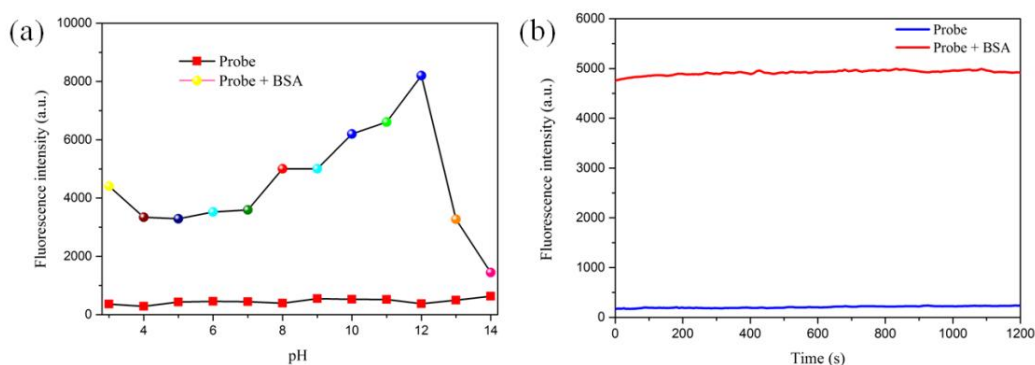 (a)
Probe
Probe + BSA
Fluorescence intensity (a.u.)
10000
8000
6000
4000
2000
0
4
6
8
10
12
14
pH
(b)
Probe
Probe + BSA
Fluorescence intensity (a.u.)
6000
5000
4000
3000
2000
1000
0
0
200
400
600
800
1000
1200
Time (s)